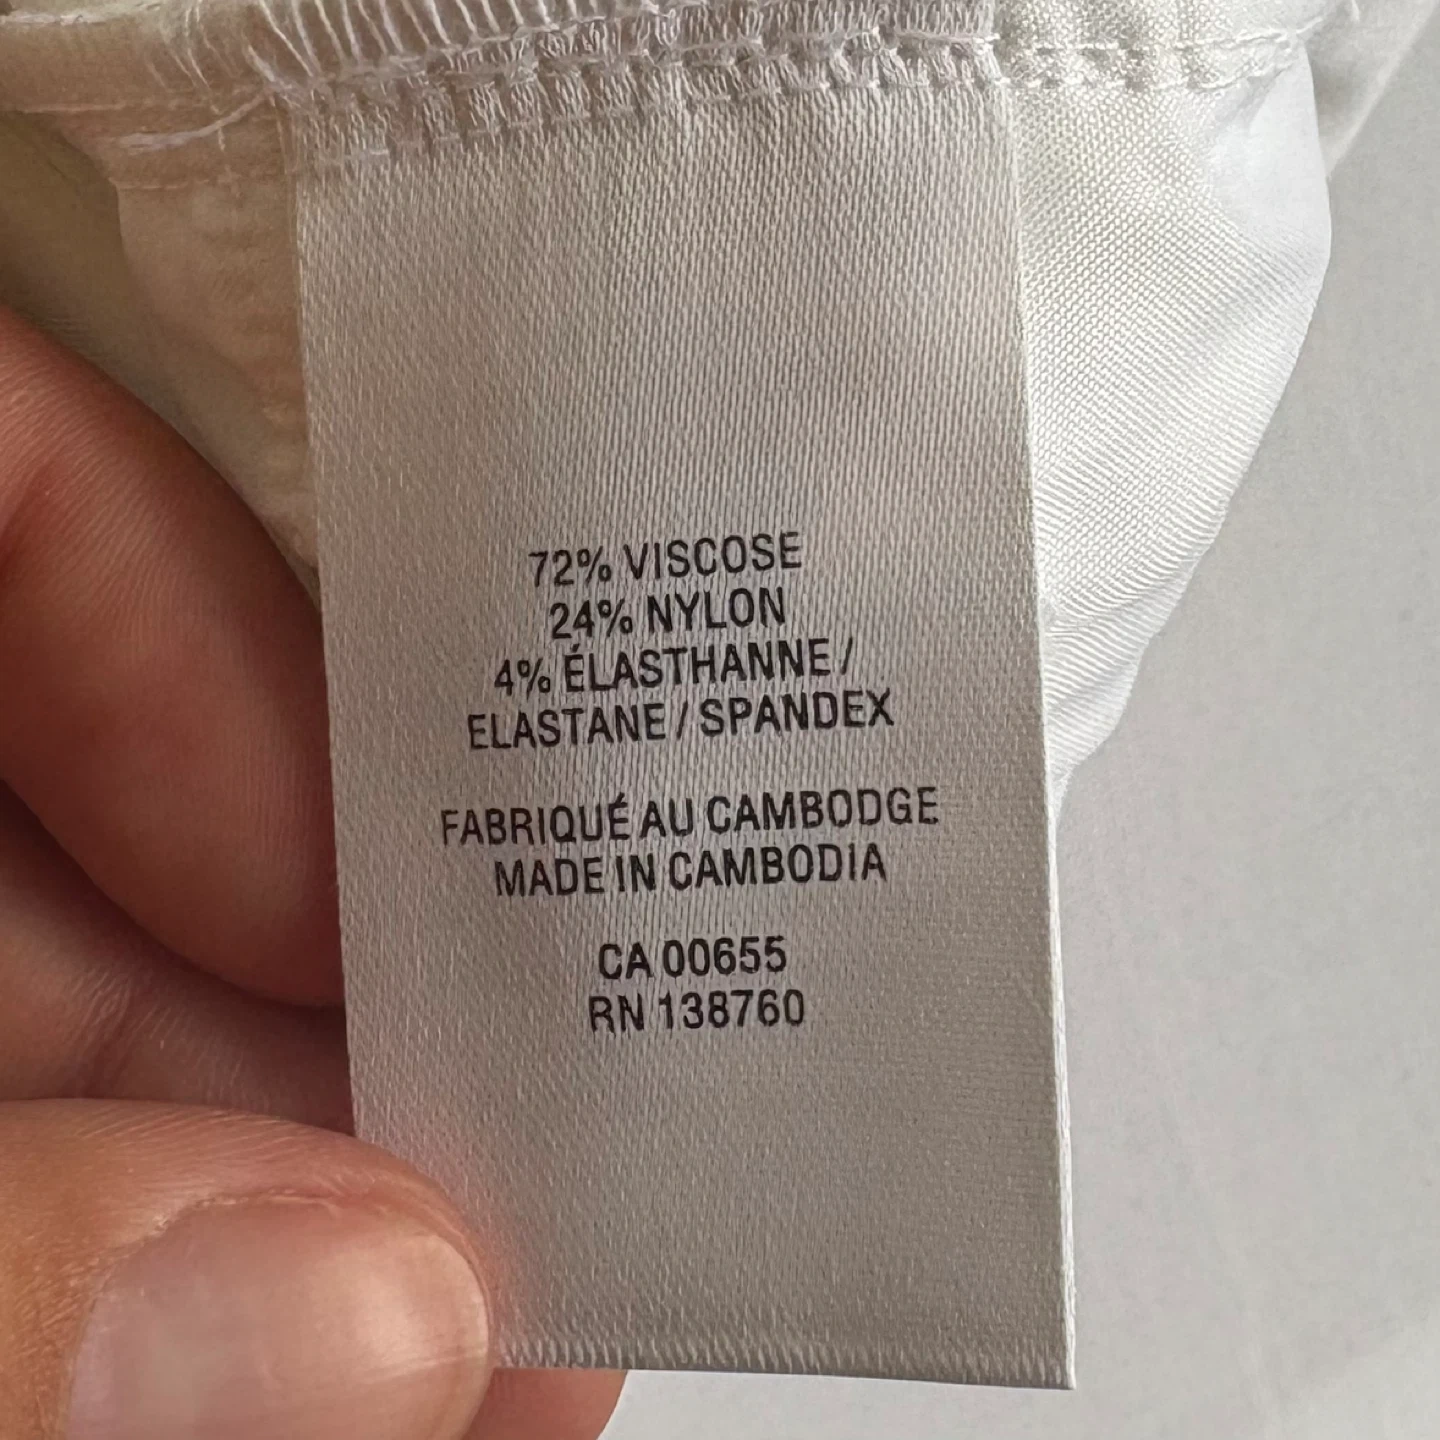 72% VISCOSE
24% NYLON
4% ÉLASTHANNE /
ELASTANE / SPANDEX
FABRIQUÉ AU CAMBODGE
MADE IN CAMBODIA
CA 00655
RN 138760